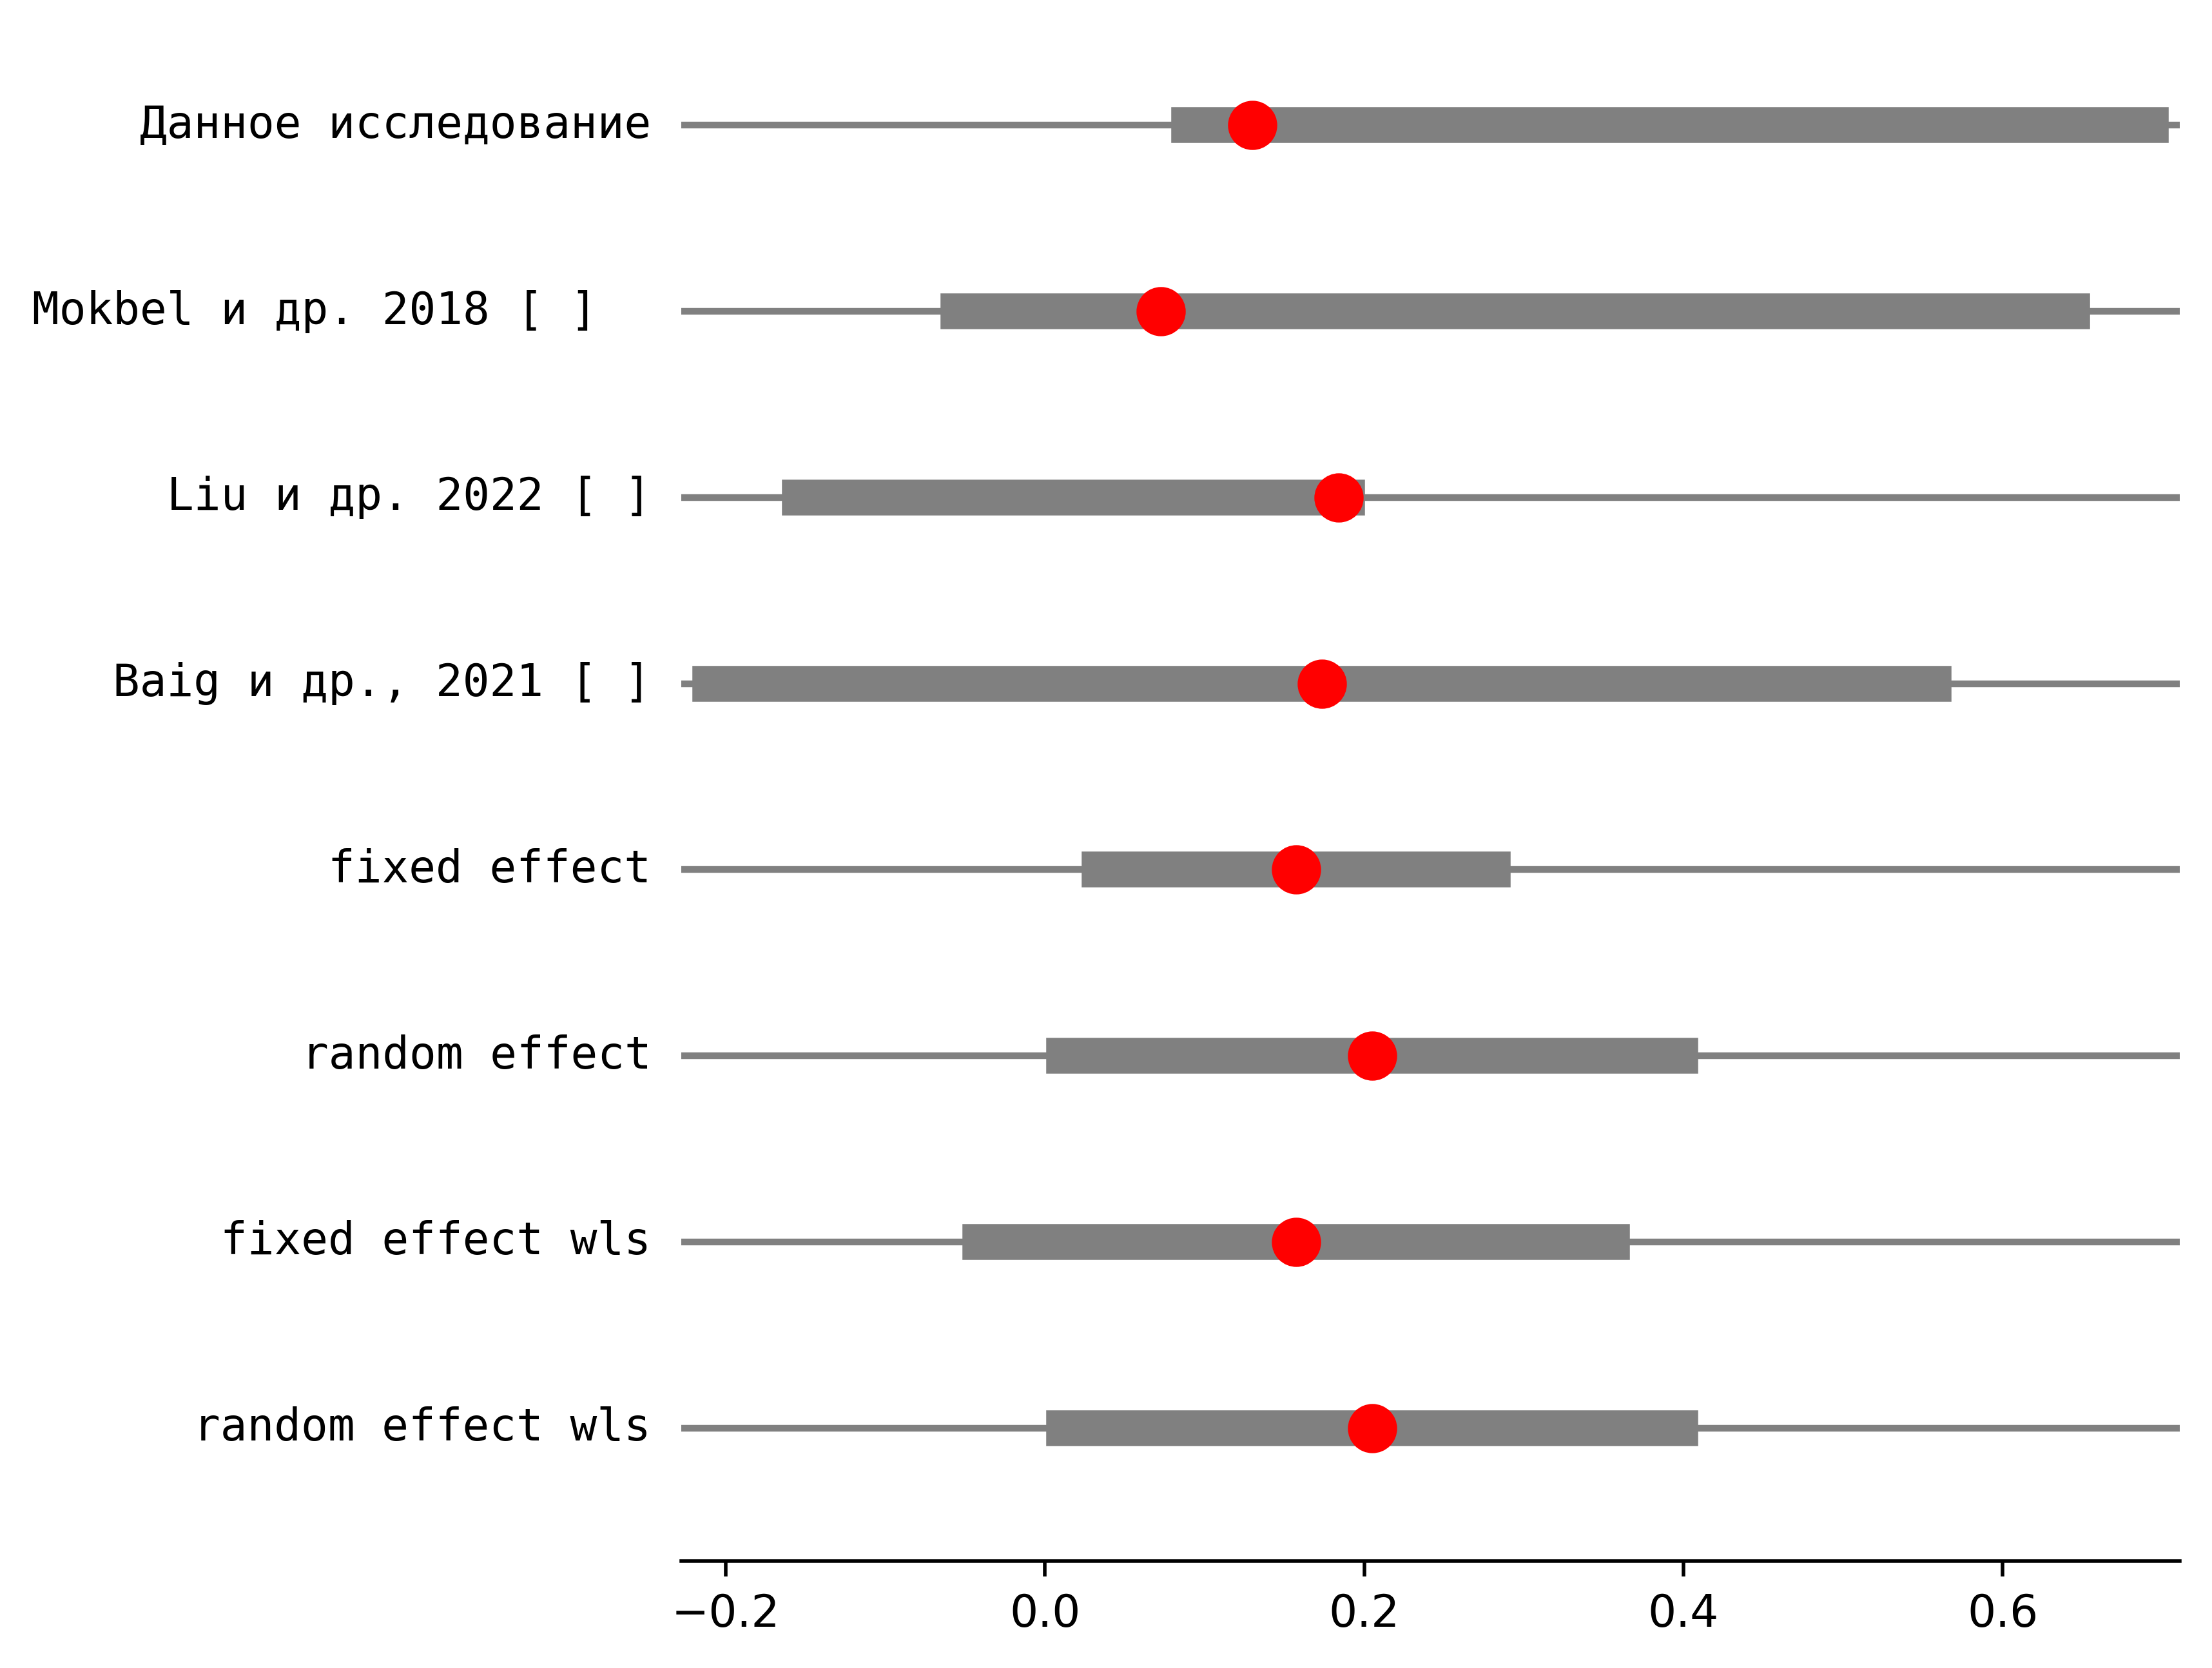 Данное исследование
Mokbel и др. 2018 [ ]
Liu и др. 2022 [ ]
Baig и др., 2021 [ ]
fixed effect
random effect
fixed effect wls
random effect wls
−0.2 0.0 0.2 0.4 0.6